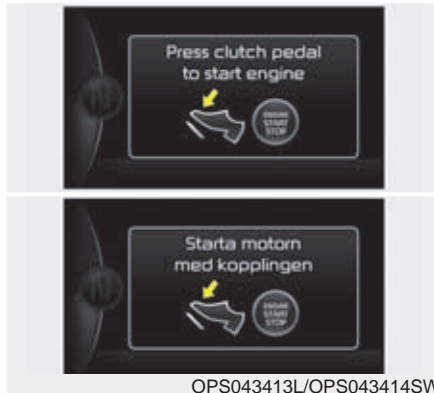 Press clutch pedal
to start engine
ENGINE
START
STOP
Starta motorn
med kopplingen
ENGINE
START
STOP
OPS043413L/OPS043414SW